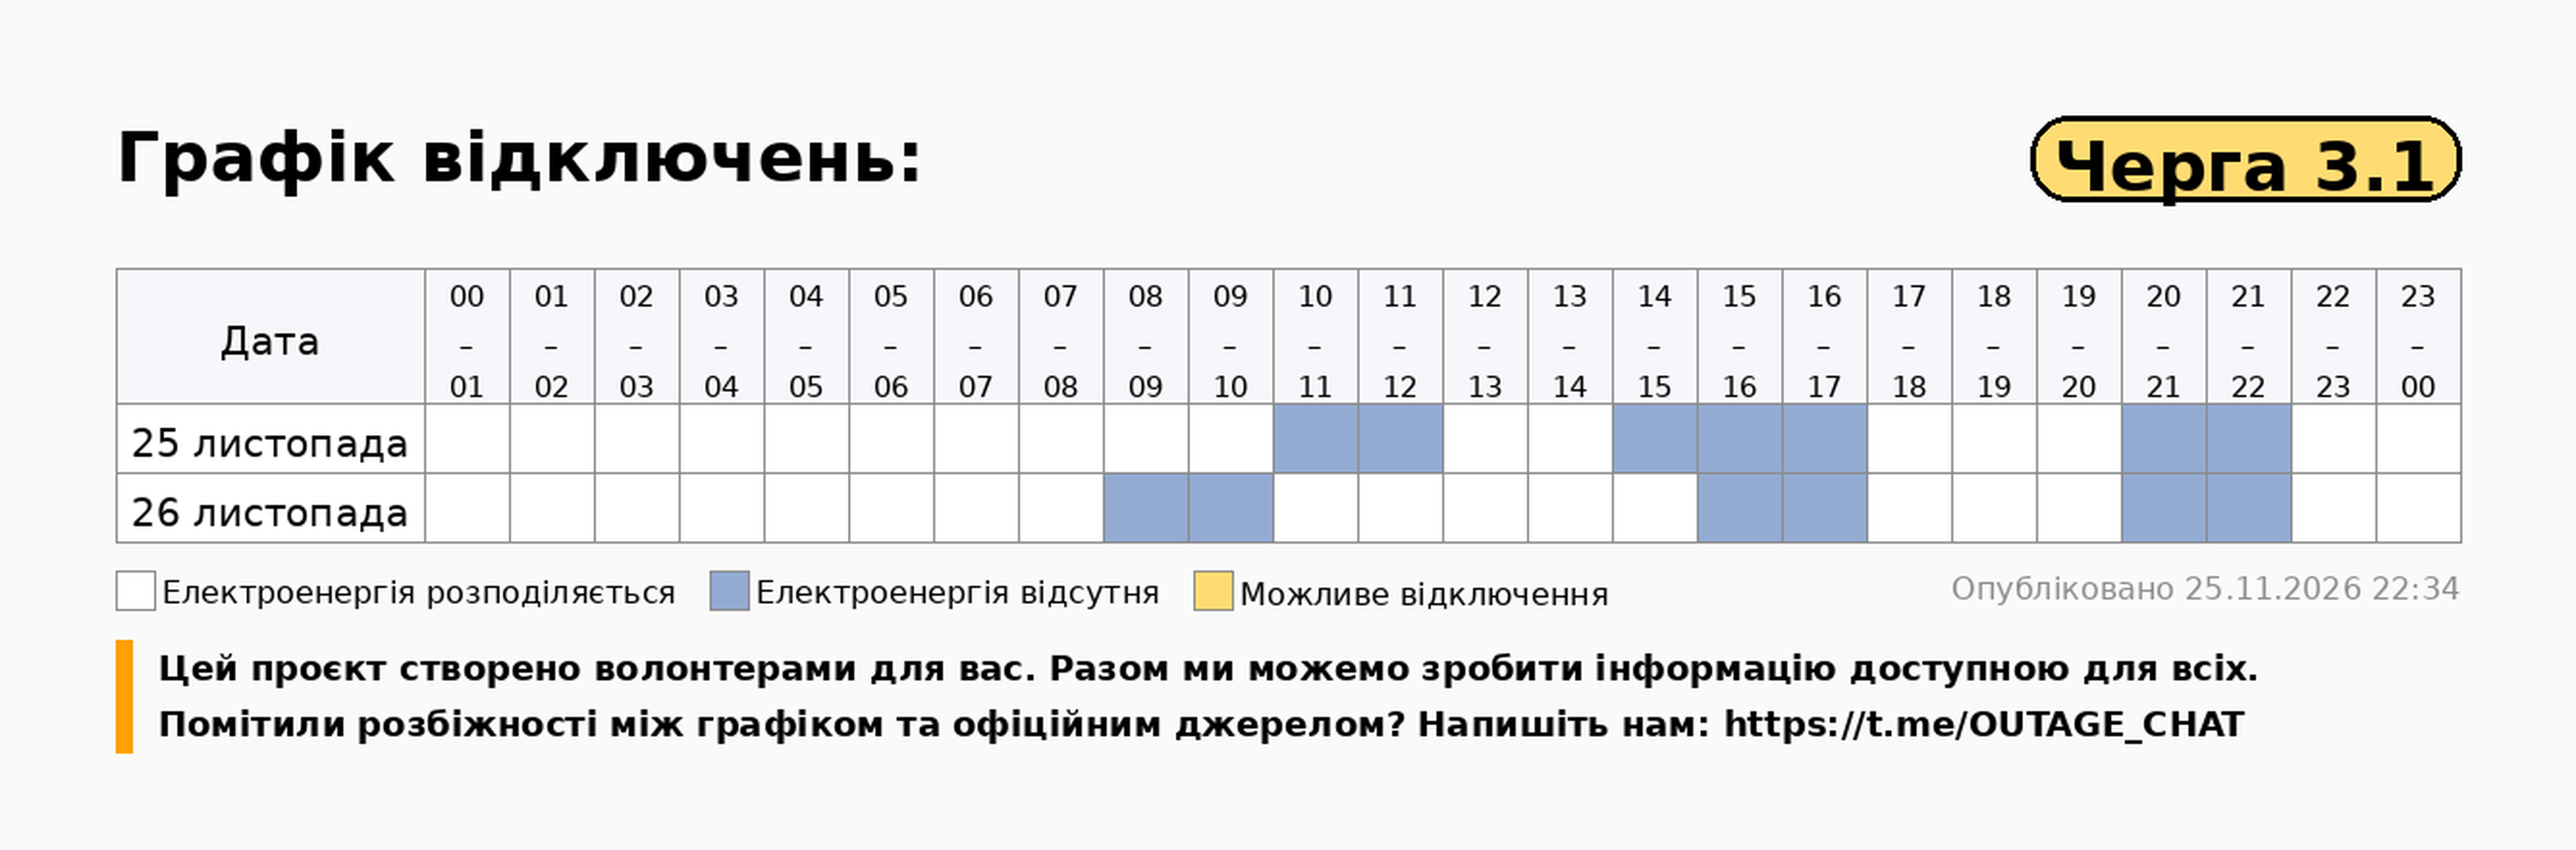 Графік відключень:
Черга 3.1
Дата 00 – 01 01 – 02 02 – 03 03 – 04 04 – 05 05 – 06 06 – 07 07 – 08 08 – 09 09 – 10 10 – 11 11 – 12 12 – 13 13 – 14 14 – 15 15 – 16 16 – 17 17 – 18 18 – 19 19 – 20 20 – 21 21 – 22 22 – 23 23 – 00
25 листопада
26 листопада
Електроенергія розподіляється Електроенергія відсутня Можливе відключення
Опубліковано 25.11.2026 22:34
Цей проєкт створено волонтерами для вас. Разом ми можемо зробити інформацію доступною для всіх.
Помітили розбіжності між графіком та офіційним джерелом? Напишіть нам: https://t.me/OUTAGE_CHAT